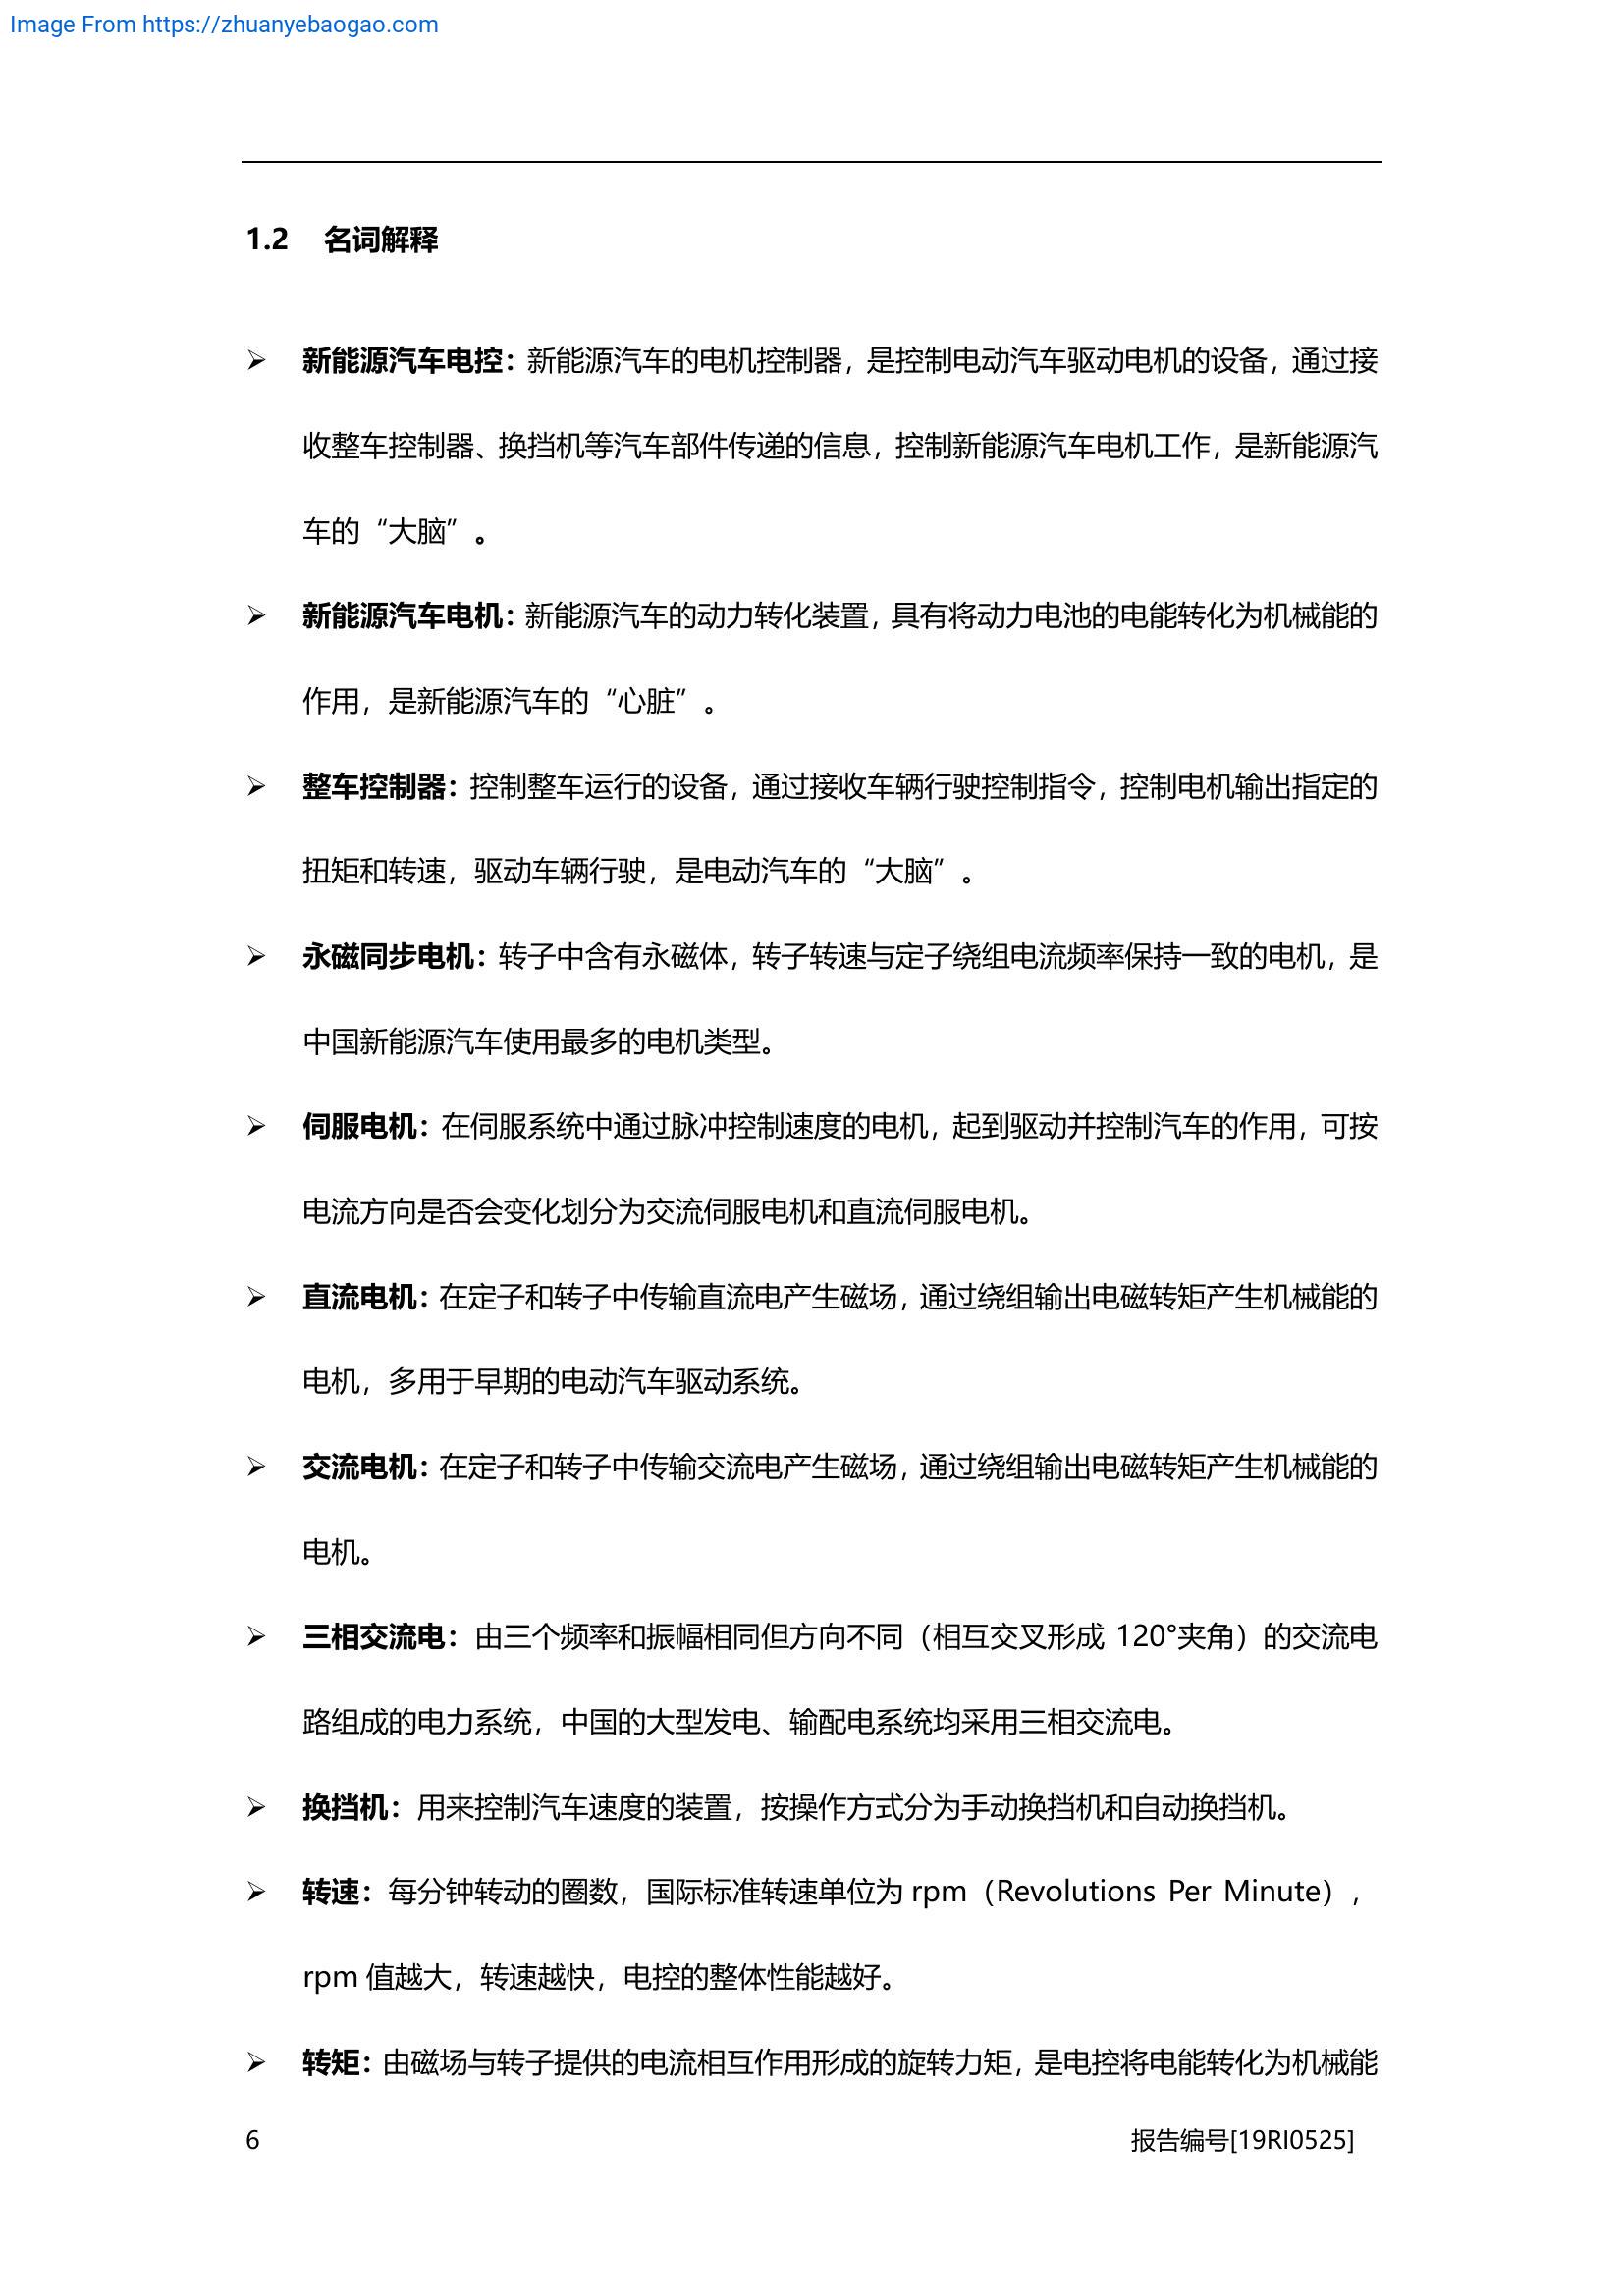 Image From https://zhuanyebaogao.com
1.2 名词解释
➢ 新能源汽车电控：新能源汽车的电机控制器，是控制电动汽车驱动电机的设备，通过接
收整车控制器、换挡机等汽车部件传递的信息，控制新能源汽车电机工作，是新能源汽
车的“大脑”。
➢ 新能源汽车电机：新能源汽车的动力转化装置，具有将动力电池的电能转化为机械能的
作用，是新能源汽车的“心脏”。
➢ 整车控制器：控制整车运行的设备，通过接收车辆行驶控制指令，控制电机输出指定的
扭矩和转速，驱动车辆行驶，是电动汽车的“大脑”。
➢ 永磁同步电机：转子中含有永磁体，转子转速与定子绕组电流频率保持一致的电机，是
中国新能源汽车使用最多的电机类型。
➢ 伺服电机：在伺服系统中通过脉冲控制速度的电机，起到驱动并控制汽车的作用，可按
电流方向是否会变化划分为交流伺服电机和直流伺服电机。
➢ 直流电机：在定子和转子中传输直流电产生磁场，通过绕组输出电磁转矩产生机械能的
电机，多用于早期的电动汽车驱动系统。
➢ 交流电机：在定子和转子中传输交流电产生磁场，通过绕组输出电磁转矩产生机械能的
电机。
➢ 三相交流电：由三个频率和振幅相同但方向不同（相互交叉形成 120°夹角）的交流电
路组成的电力系统，中国的大型发电、输配电系统均采用三相交流电。
➢ 换挡机：用来控制汽车速度的装置，按操作方式分为手动换挡机和自动换挡机。
➢ 转速：每分钟转动的圈数，国际标准转速单位为 rpm（Revolutions Per Minute），
rpm 值越大，转速越快，电控的整体性能越好。
➢ 转矩：由磁场与转子提供的电流相互作用形成的旋转力矩，是电控将电能转化为机械能
6 报告编号[19RI0525]